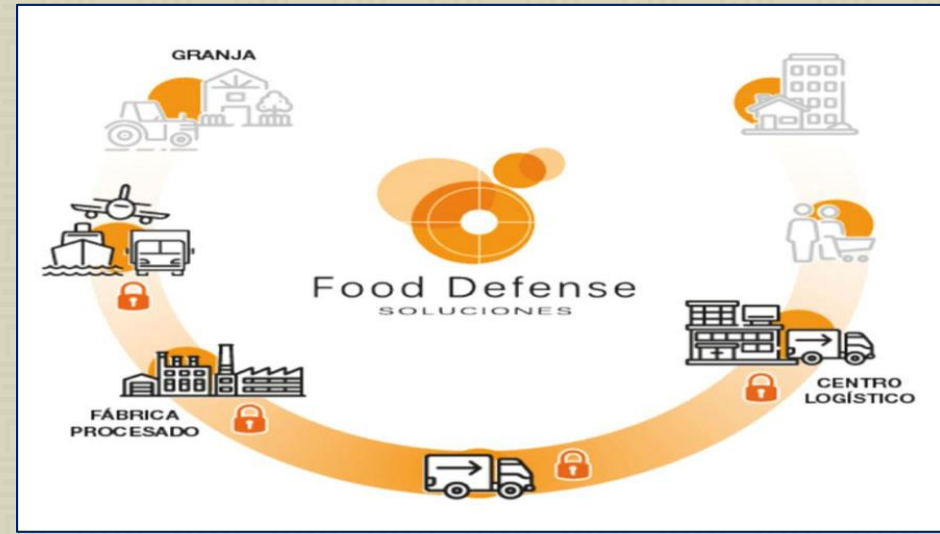 GRANJA
Food Defense
SOLUCIONES
FÁBRICA
PROCESADO
CENTRO
LOGÍSTICO